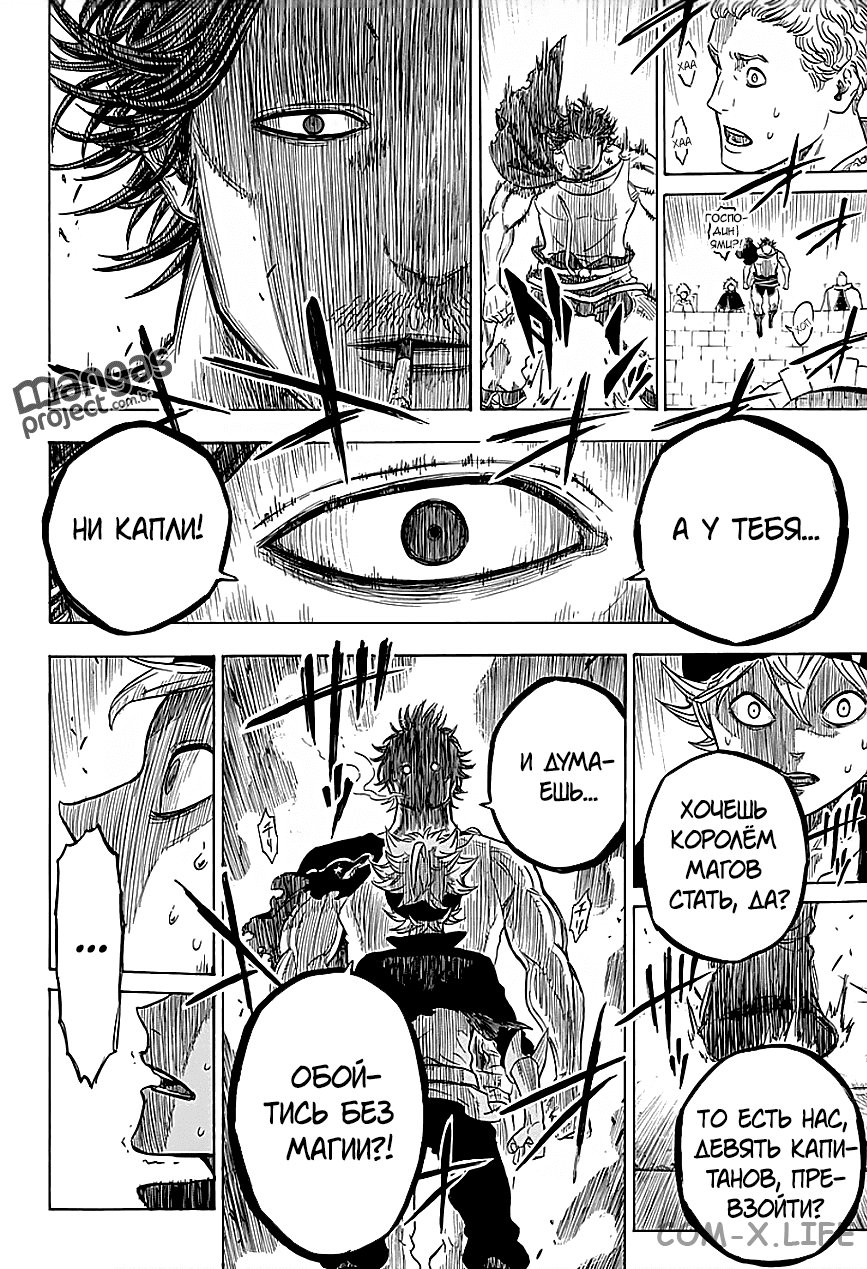 ХАА
ХАА
ГОСПО-
ДИН
ЯМИ?!
ХОП
А У ТЕБЯ...
НИ КАПЛИ!
Mangas
project.com.br
ХОЧЕШЬ
КОРОЛЁМ
МАГОВ
СТАТЬ, ДА?
ТО ЕСТЬ НАС,
ДЕВЯТЬ КАПИ-
ТАНОВ, ПРЕ-
ВЗОЙТИ?
И ДУМА-
ЕШЬ...
ОБОЙ-
ТИСЬ БЕЗ
МАГИИ?!
...
COM-X.LIFE